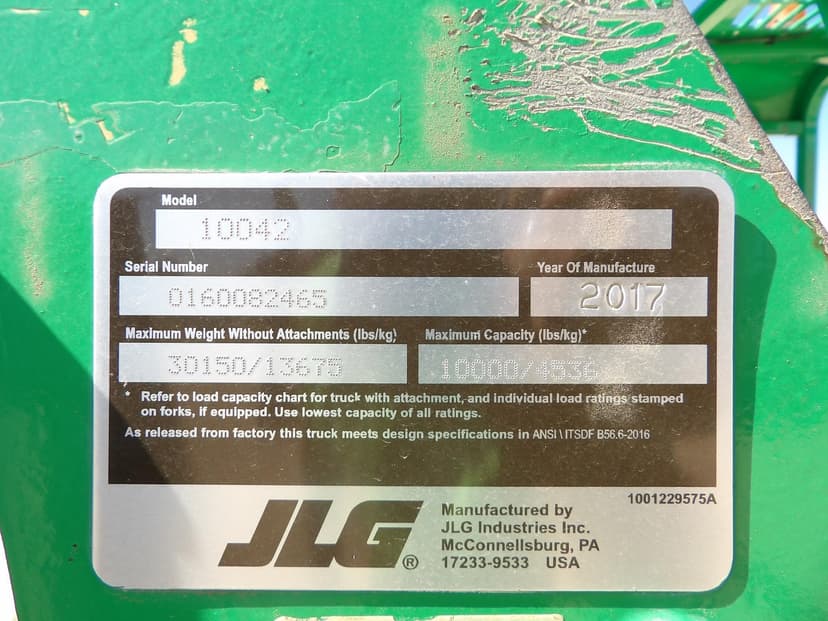 Model
10042
Serial Number Year Of Manufacture
0160082465 2017
Maximum Weight Without Attachments (lbs/kg) Maximum Capacity (lbs/kg)*
30150/13675 10000/4536
* Refer to load capacity chart for truck with attachment, and individual load ratings stamped
on forks, if equipped. Use lowest capacity of all ratings.
As released from factory this truck meets design specifications in ANSI \ ITSDF B56.6-2016
1001229575A
JLG®
Manufactured by
JLG Industries Inc.
McConnellsburg, PA
17233-9533 USA